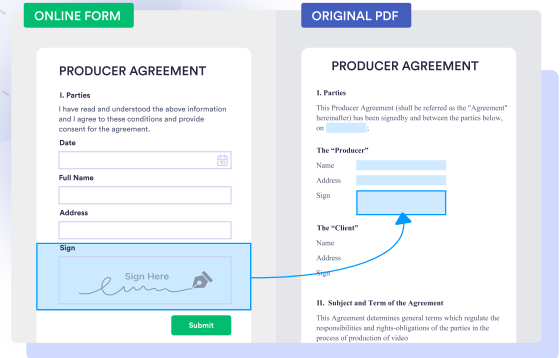 ONLINE FORM
PRODUCER AGREEMENT
I. Parties
I have read and understood the above information
and I agree to these conditions and provide
consent for the agreement.
Date
Full Name
Address
Sign
Sign Here
Submit
ORIGINAL PDF
PRODUCER AGREEMENT
I. Parties
This Producer Agreement (shall be referred as the "Agreement"
hereinafter) has been signedby and between the parties below,
on ;
The “Producer”
Name
Address
Sign
The “Client”
Name
Address
Sign
II. Subject and Term of the Agreement
This Agreement determines general terms which regulate the
responsibilities and rights-obligations of the parties in the
process of production of video